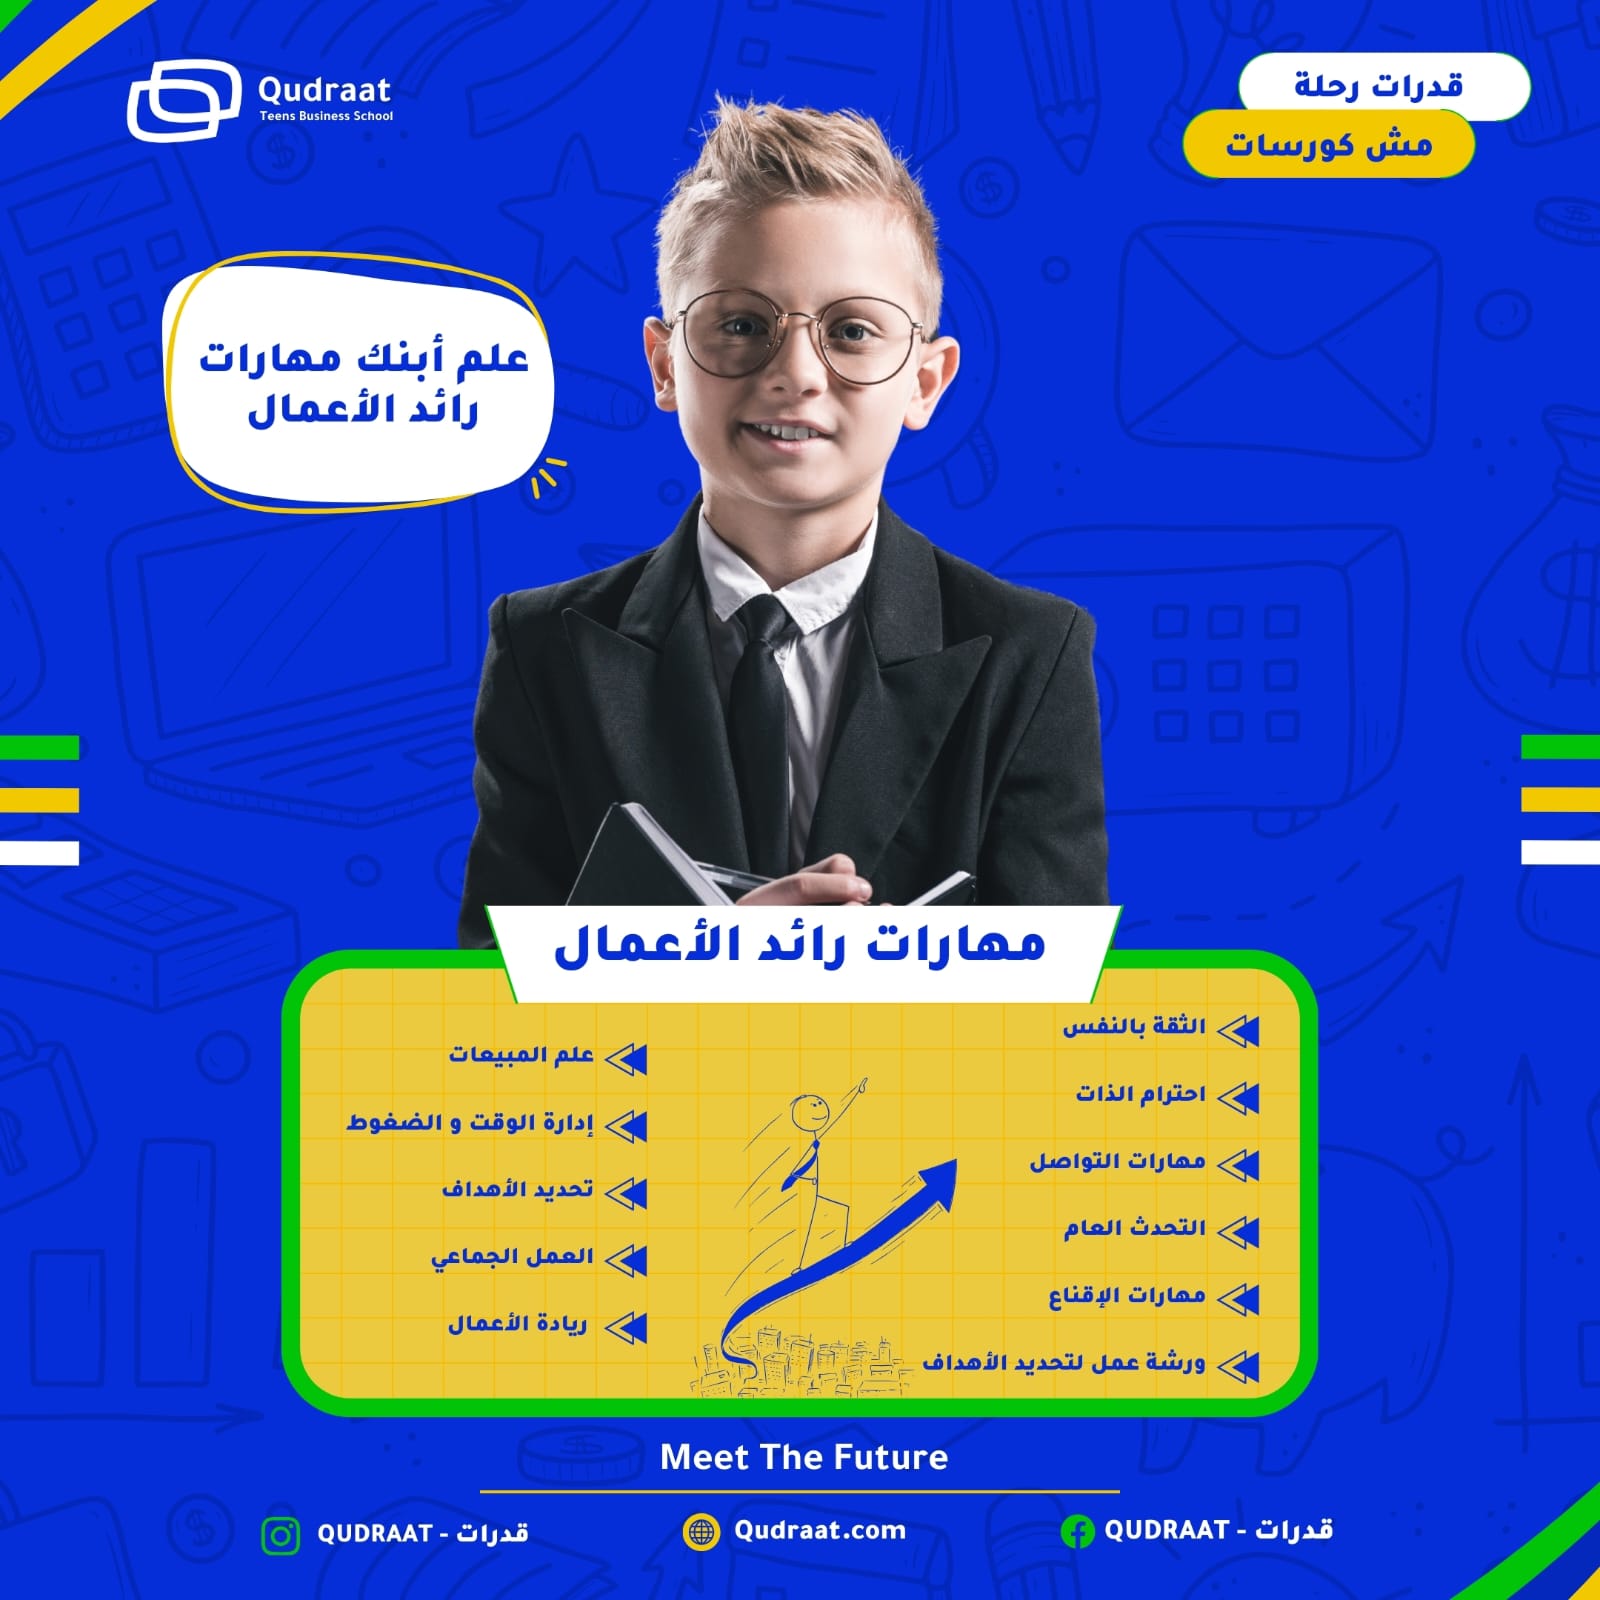 Qudraat
Teens Business School
قدرات رحلة
مش كورسات
علم أبنك مهارات
رائد الأعمال
مهارات رائد الأعمال
الثقة بالنفس
احترام الذات
مهارات التواصل
التحدث العام
مهارات الإقناع
ورشة عمل لتحديد الأهداف
علم المبيعات
إدارة الوقت و الضغوط
تحديد الأهداف
العمل الجماعي
ريادة الأعمال
Meet The Future
QUDRAAT - قدرات
Qudraat.com
QUDRAAT - قدرات